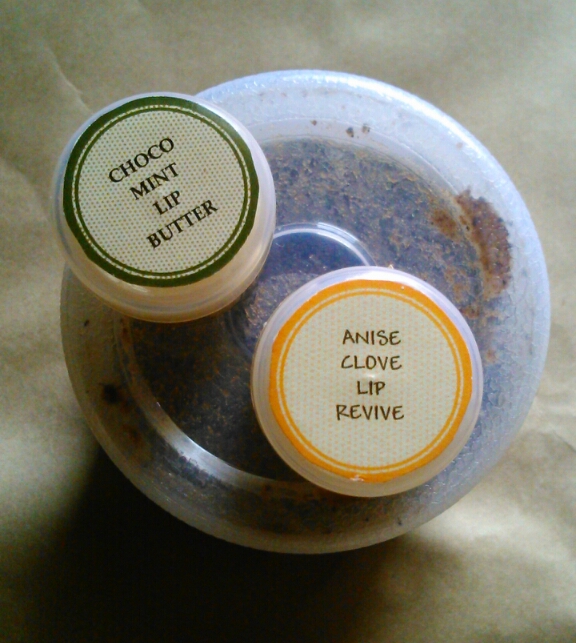 CHOCO
MINT
LIP
BUTTER
ANISE
CLOVE
LIP
REVIVE